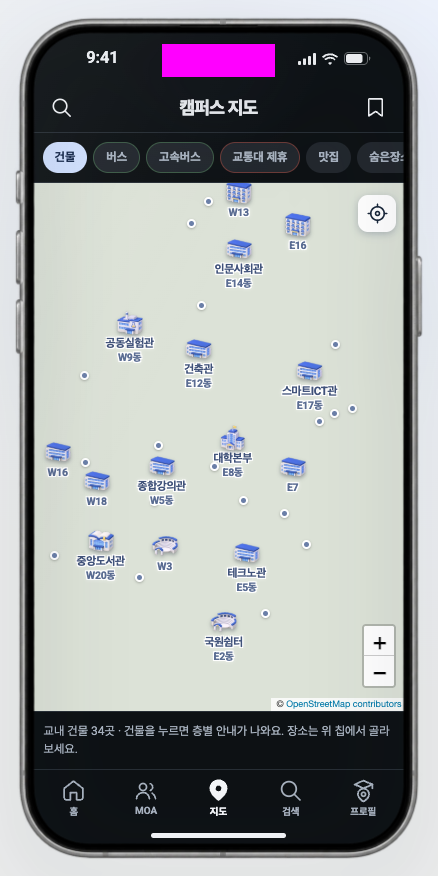 9:41
캠퍼스 지도
건물
버스
고속버스
교통대 제휴
맛집
숨은장소
W13
E16
인문사회관
E14동
공동실험관
W9동
건축관
E12동
스마트ICT관
E17동
대학본부
E8동
W16
W18
종합강의관
W5동
E7
중앙도서관
W20동
W3
테크노관
E5동
국원쉼터
E2동
+
−
© OpenStreetMap contributors
교내 건물 34곳 · 건물을 누르면 층별 안내가 나와요. 장소는 위 칩에서 골라
보세요.
홈
MOA
지도
검색
프로필